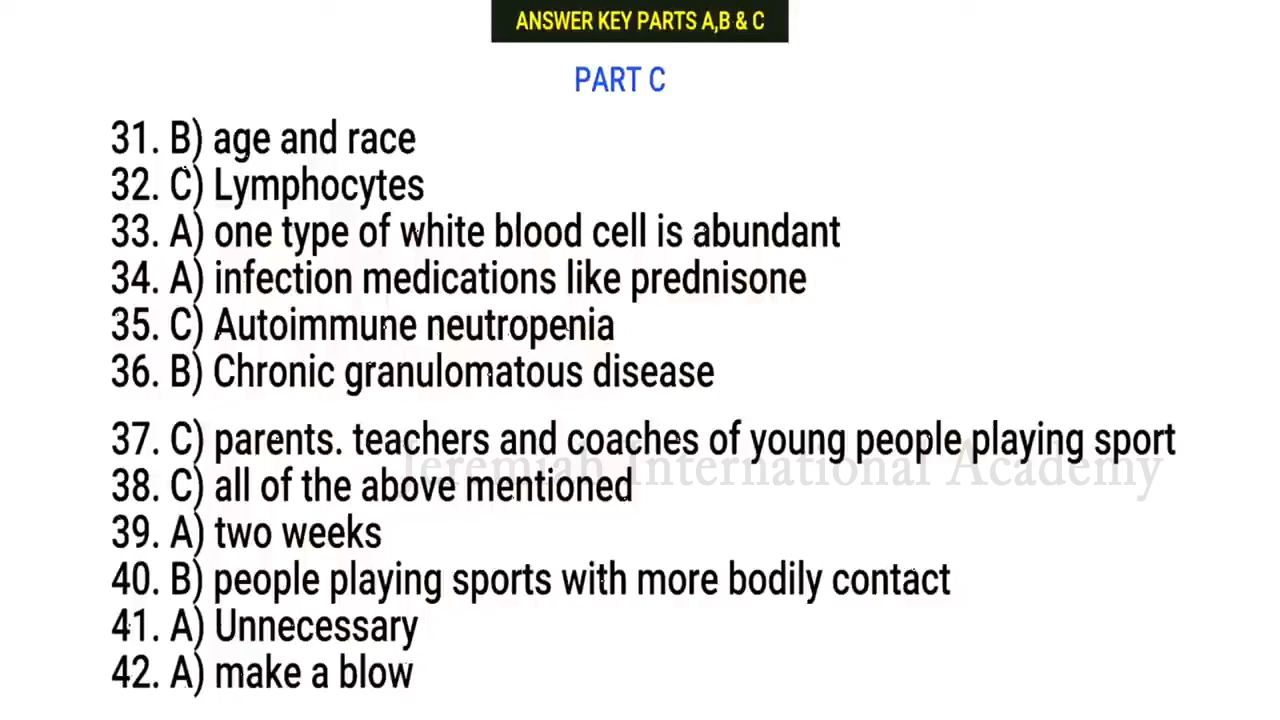 ANSWER KEY PARTS A,B & C
PART C
31. B) age and race
32. C) Lymphocytes
33. A) one type of white blood cell is abundant
34. A) infection medications like prednisone
35. C) Autoimmune neutropenia
36. B) Chronic granulomatous disease
37. C) parents. teachers and coaches of young people playing sport
Jeremiah International Academy
38. C) all of the above mentioned
39. A) two weeks
40. B) people playing sports with more bodily contact
41. A) Unnecessary
42. A) make a blow